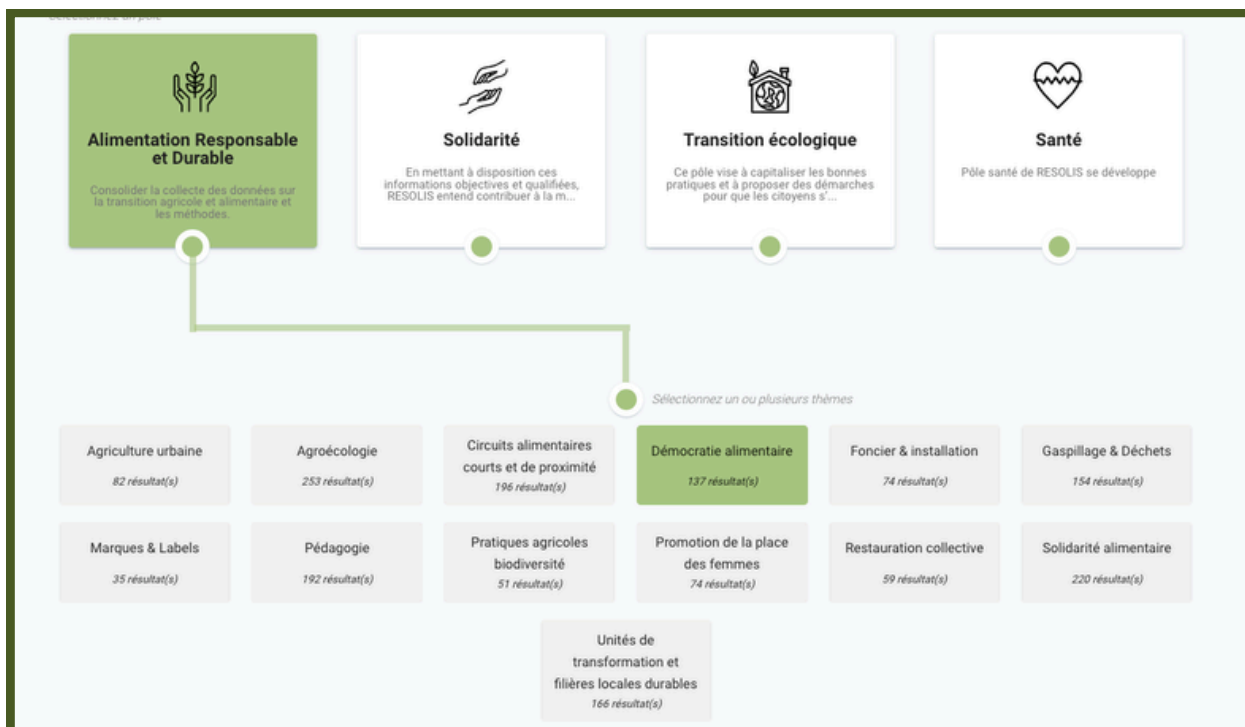 Sélectionnez un pôle
Alimentation Responsable
et Durable
Consolider la collecte des données sur
la transition agricole et alimentaire et
les méthodes.
Solidarité
En mettant à disposition ces
informations objectives et qualifiées,
RESOLIS entend contribuer à la m...
Transition écologique
Ce pôle vise à capitaliser les bonnes
pratiques et à proposer des démarches
pour que les citoyens s'...
Santé
Pôle santé de RESOLIS se développe
Sélectionnez un ou plusieurs thèmes
Agriculture urbaine
82 résultat(s)
Agroécologie
253 résultat(s)
Circuits alimentaires
courts et de proximité
196 résultat(s)
Démocratie alimentaire
137 résultat(s)
Foncier & installation
74 résultat(s)
Gaspillage & Déchets
154 résultat(s)
Marques & Labels
35 résultat(s)
Pédagogie
192 résultat(s)
Pratiques agricoles
biodiversité
51 résultat(s)
Promotion de la place
des femmes
74 résultat(s)
Restauration collective
59 résultat(s)
Solidarité alimentaire
220 résultat(s)
Unités de
transformation et
filières locales durables
166 résultat(s)